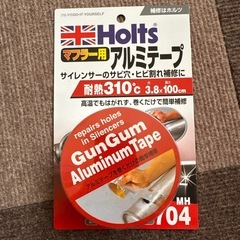 DO-IT-YOURSELF
補修はホルツ
Holts
マフラー用アルミテープ
サイレンサーのサビ穴・ヒビ割れ補修に
耐熱310℃
3.8×100cm
高温でもはがれず、巻くだけで簡単補修
repairs holes
in Silencers
GunGum
Aluminum Tape
MH
704